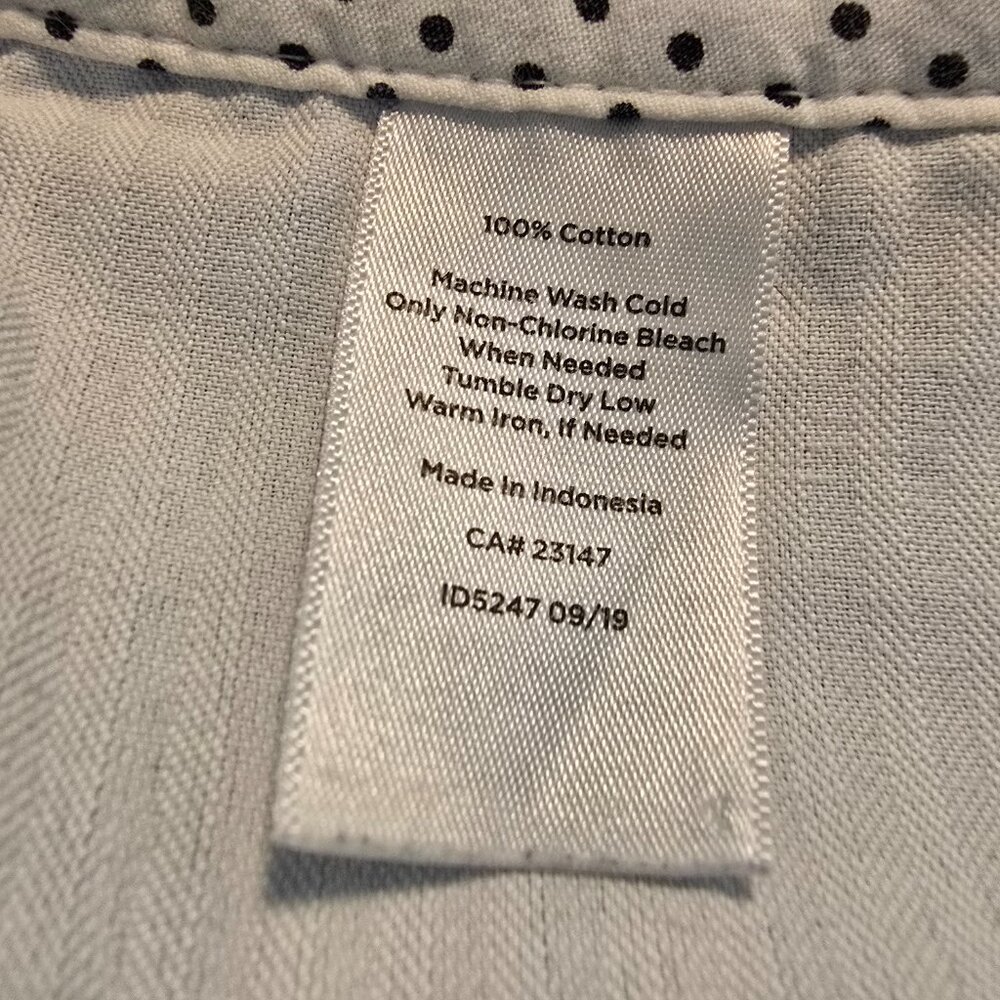 100% Cotton
Machine Wash Cold
Only Non-Chlorine Bleach
When Needed
Tumble Dry Low
Warm Iron, If Needed
Made In Indonesia
CA# 23147
ID5247 09/19